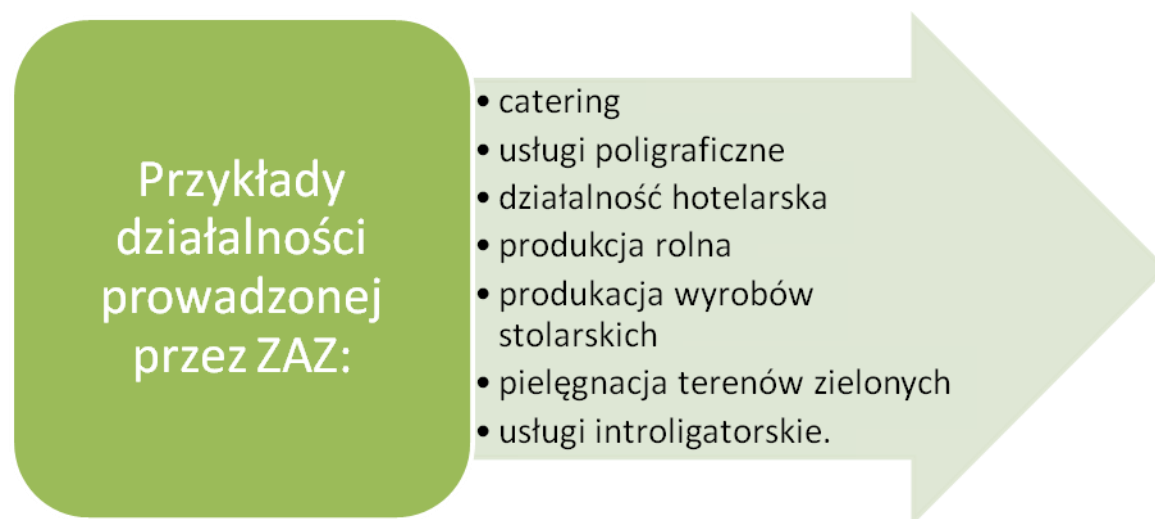 Przykłady
działalności
prowadzonej
przez ZAZ:
• catering
• usługi poligraficzne
• działalność hotelarska
• produkcja rolna
• produkacja wyrobów
stolarskich
• pielęgnacja terenów zielonych
• usługi introligatorskie.